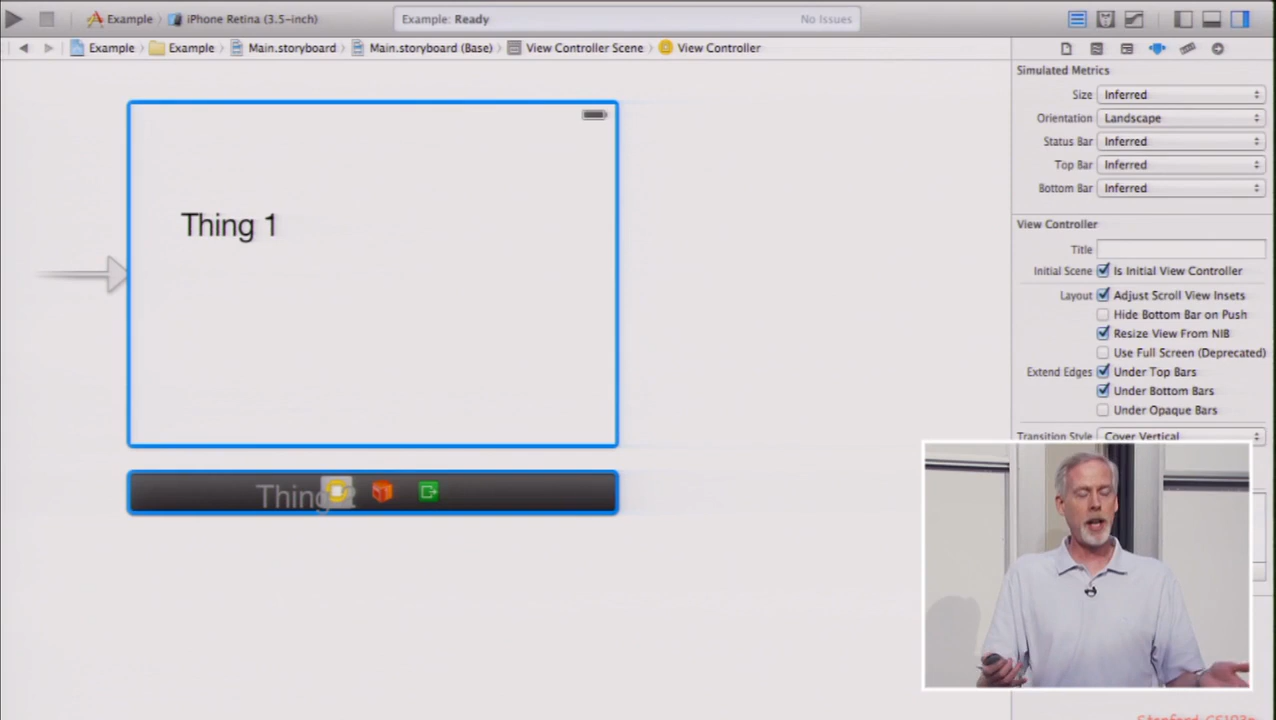 Example iPhone Retina (3.5-inch) Example: Ready No Issues
Example Example Main.storyboard Main.storyboard (Base) View Controller Scene View Controller
Simulated Metrics
Size Inferred
Orientation Landscape
Status Bar Inferred
Top Bar Inferred
Bottom Bar Inferred
View Controller
Title
Initial Scene Is Initial View Controller
Layout Adjust Scroll View Insets
Hide Bottom Bar on Push
Resize View From NIB
Use Full Screen (Deprecated)
Extend Edges Under Top Bars
Under Bottom Bars
Under Opaque Bars
Transition Style Cover Vertical
Thing 1
Thing 2